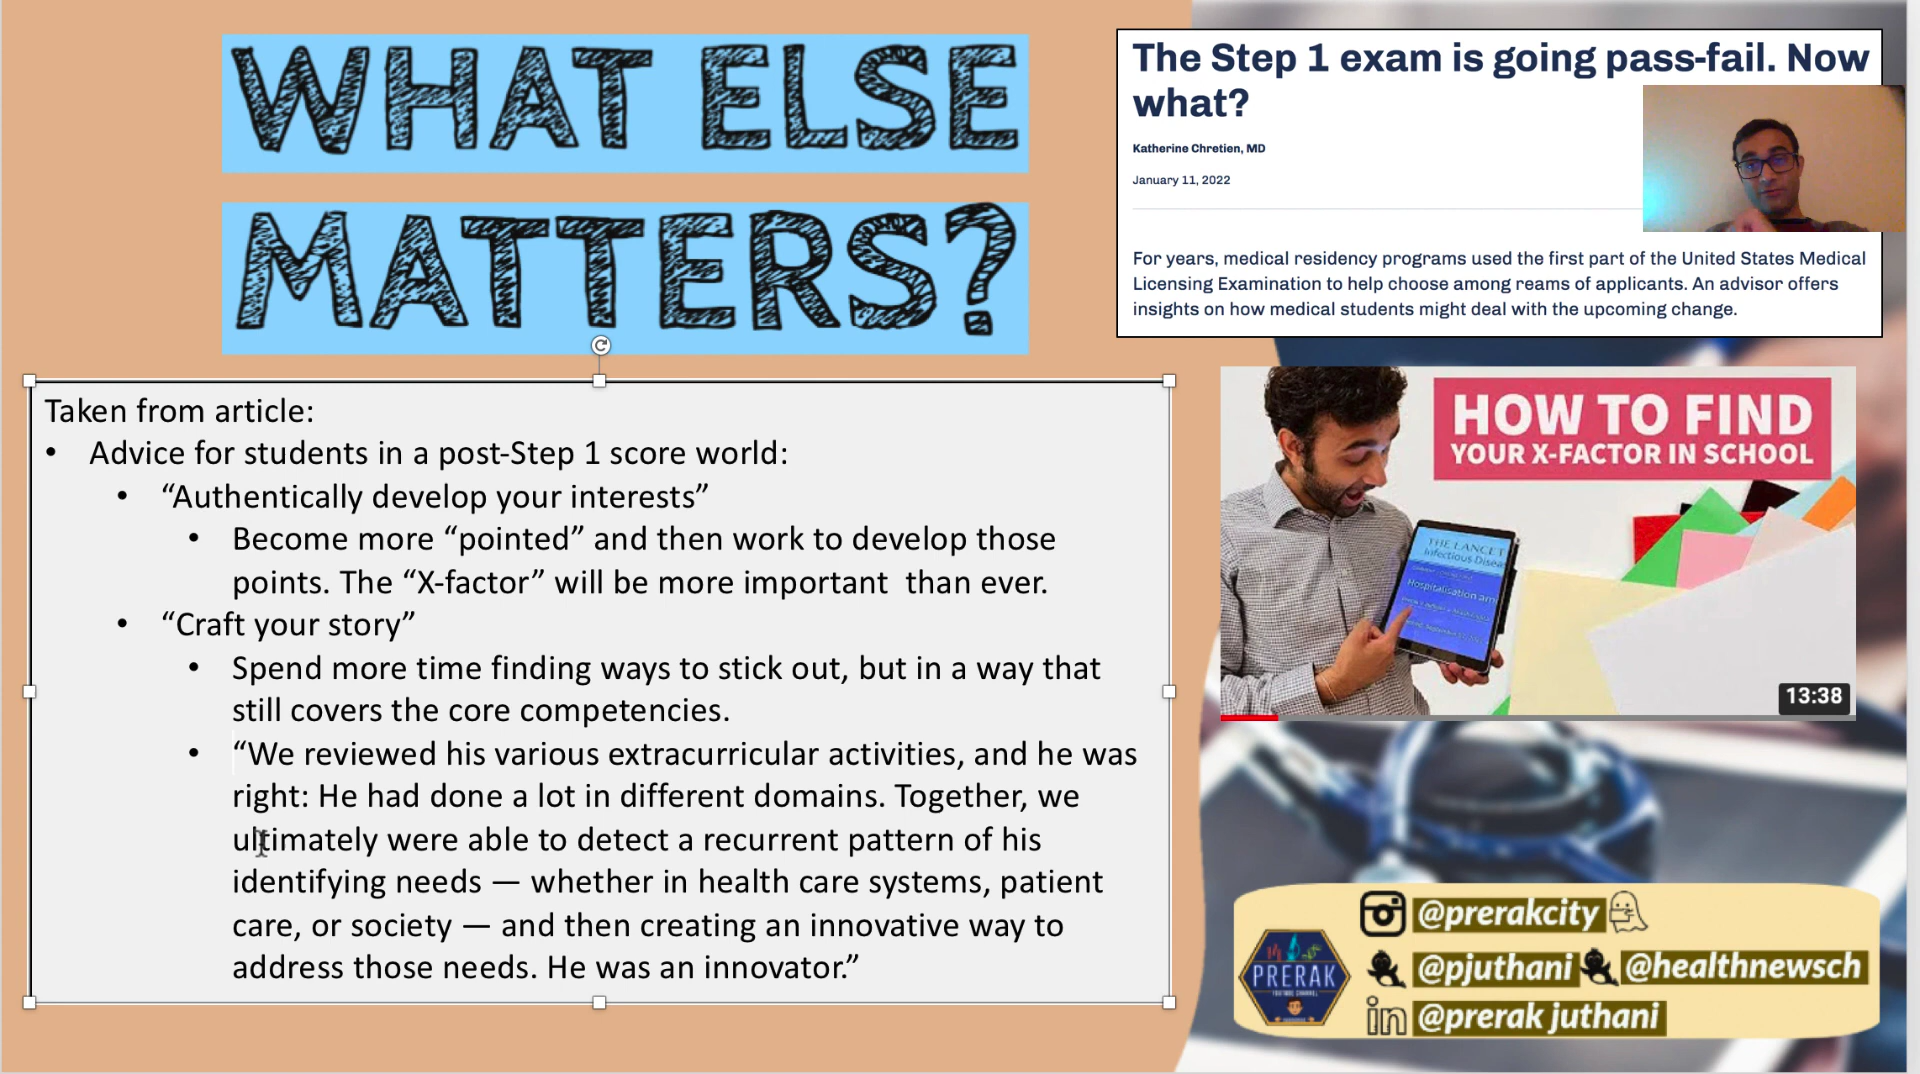 WHAT ELSE
MATTERS?
The Step 1 exam is going pass-fail. Now
what?
Katherine Chretien, MD
January 11, 2022
For years, medical residency programs used the first part of the United States Medical
Licensing Examination to help choose among reams of applicants. An advisor offers
insights on how medical students might deal with the upcoming change.
Taken from article:
• Advice for students in a post-Step 1 score world:
• “Authentically develop your interests”
• Become more “pointed” and then work to develop those
points. The “X-factor” will be more important  than ever.
• “Craft your story”
• Spend more time finding ways to stick out, but in a way that
still covers the core competencies.
• “We reviewed his various extracurricular activities, and he was
right: He had done a lot in different domains. Together, we
ultimately were able to detect a recurrent pattern of his
identifying needs — whether in health care systems, patient
care, or society — and then creating an innovative way to
address those needs. He was an innovator.”
HOW TO FIND
YOUR X-FACTOR IN SCHOOL
THE LANCET
Infectious Disea
Hospitalisation am
13:38
@prerakcity
@pjuthani
@healthnewsch
in @prerak juthani
PRERAK
YOUTUBE CHANNEL